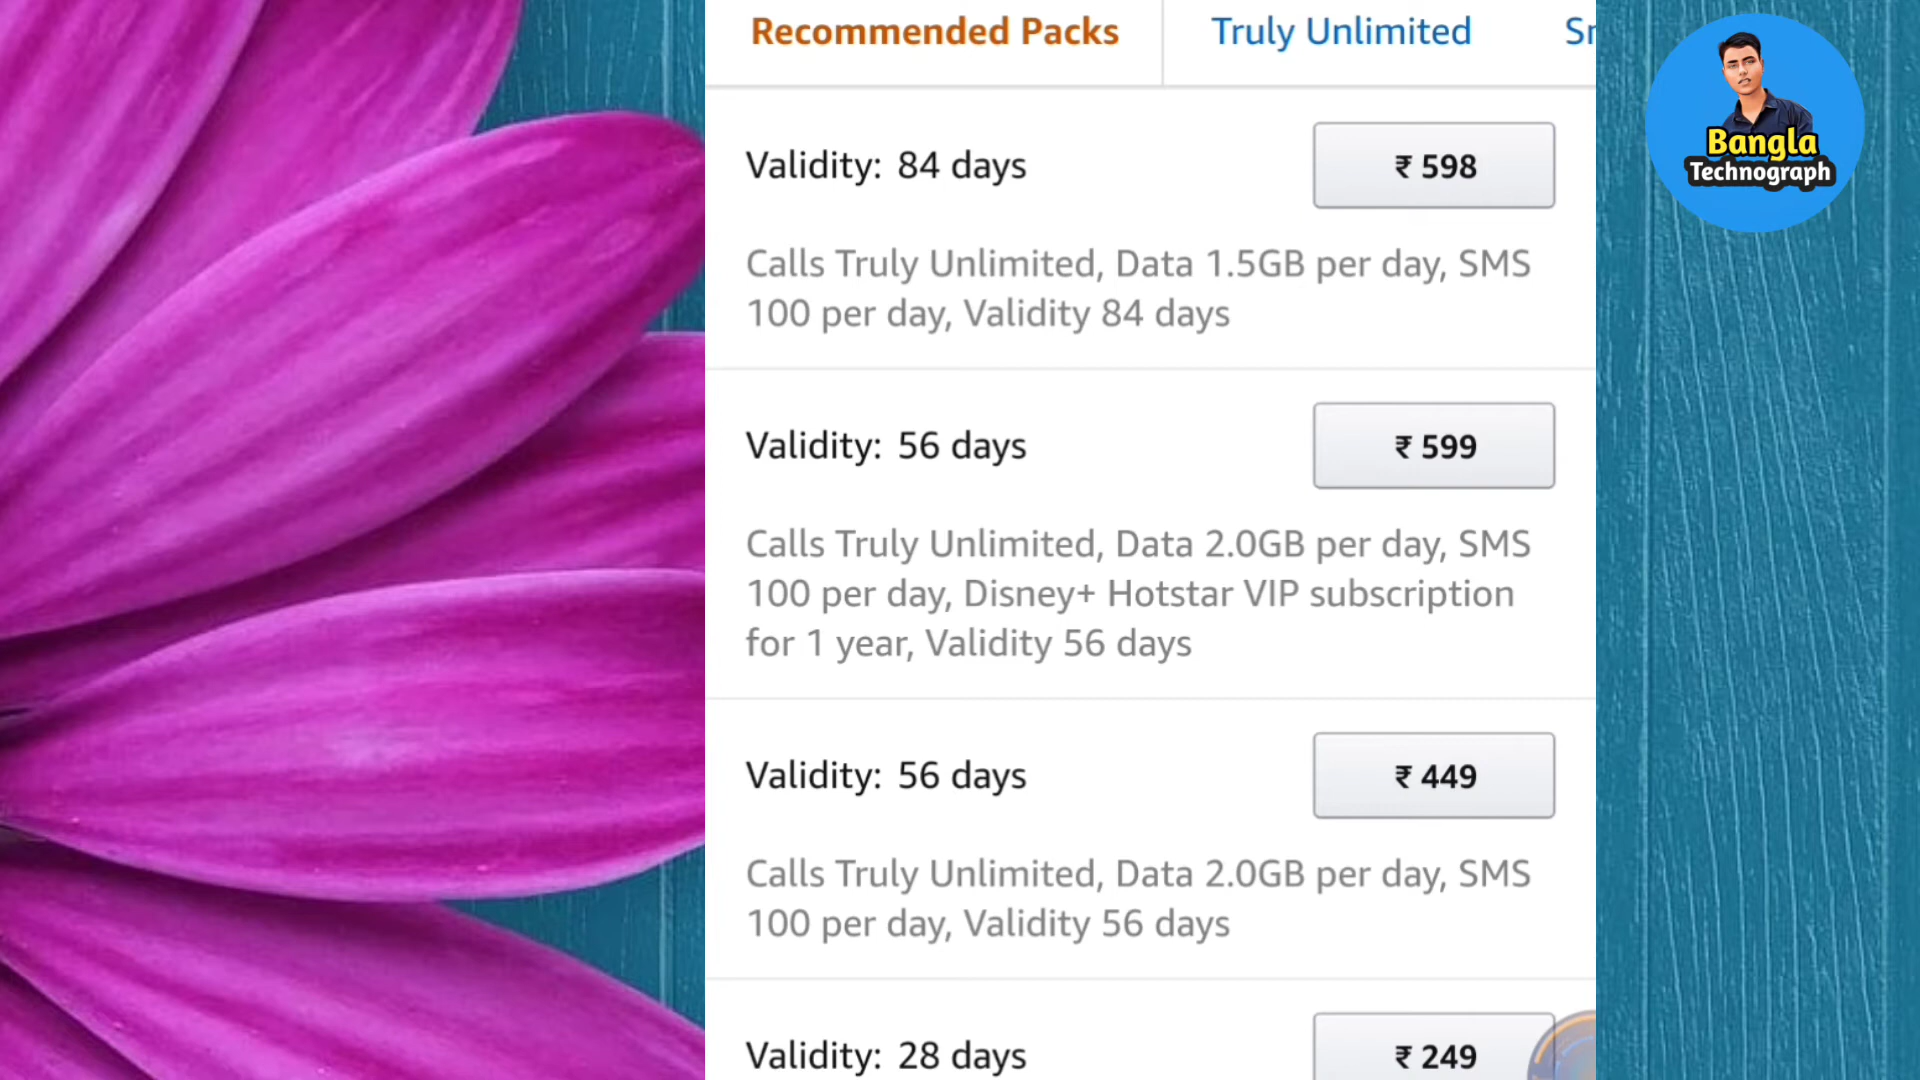 Recommended Packs
Truly Unlimited
Validity: 84 days
₹ 598
Calls Truly Unlimited, Data 1.5GB per day, SMS
100 per day, Validity 84 days
Validity: 56 days
₹ 599
Calls Truly Unlimited, Data 2.0GB per day, SMS
100 per day, Disney+ Hotstar VIP subscription
for 1 year, Validity 56 days
Validity: 56 days
₹ 449
Calls Truly Unlimited, Data 2.0GB per day, SMS
100 per day, Validity 56 days
Validity: 28 days
₹ 249
Bangla
Technograph